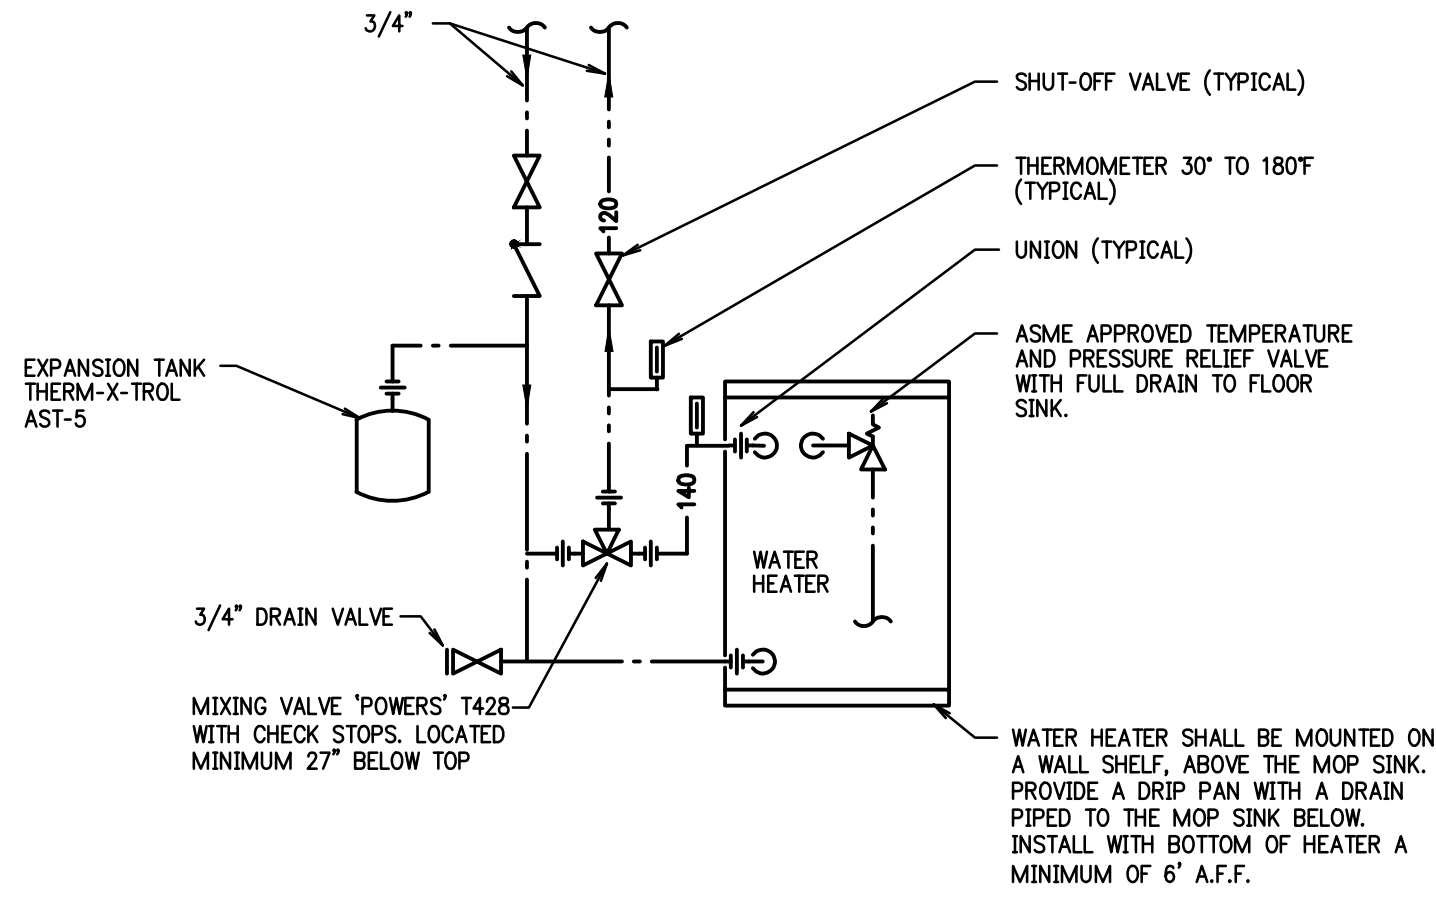 3/4”
SHUT-OFF VALVE (TYPICAL)
THERMOMETER 30° TO 180°F
(TYPICAL)
120
UNION (TYPICAL)
ASME APPROVED TEMPERATURE
AND PRESSURE RELIEF VALVE
WITH FULL DRAIN TO FLOOR
SINK.
EXPANSION TANK
THERM-X-TROL
AST-5
140
WATER
HEATER
3/4” DRAIN VALVE
MIXING VALVE ‘POWERS’ T428
WITH CHECK STOPS. LOCATED
MINIMUM 27” BELOW TOP
WATER HEATER SHALL BE MOUNTED ON
A WALL SHELF, ABOVE THE MOP SINK.
PROVIDE A DRIP PAN WITH A DRAIN
PIPED TO THE MOP SINK BELOW.
INSTALL WITH BOTTOM OF HEATER A
MINIMUM OF 6’ A.F.F.